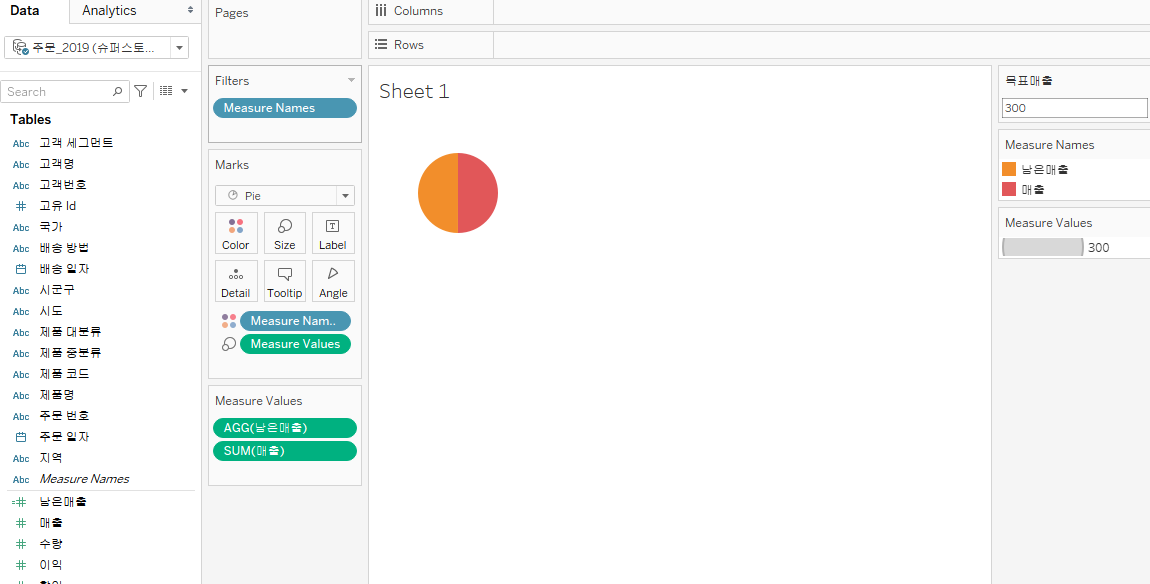 Data
Analytics
주문_2019 (슈퍼스토...
Search
Tables
Abc 고객 세그먼트
Abc 고객명
Abc 고객번호
고유 Id
Abc 국가
Abc 배송 방법
배송 일자
Abc 시군구
Abc 시도
Abc 제품 대분류
Abc 제품 중분류
Abc 제품 코드
Abc 제품명
Abc 주문 번호
주문 일자
Abc 지역
Abc Measure Names
남은매출
매출
수량
이익
Pages
Filters
Measure Names
Marks
Pie
Color Size Label
Detail Tooltip Angle
Measure Nam..
Measure Values
Measure Values
AGG(남은매출)
SUM(매출)
Columns
Rows
Sheet 1
목표매출
300
Measure Names
남은매출
매출
Measure Values
300